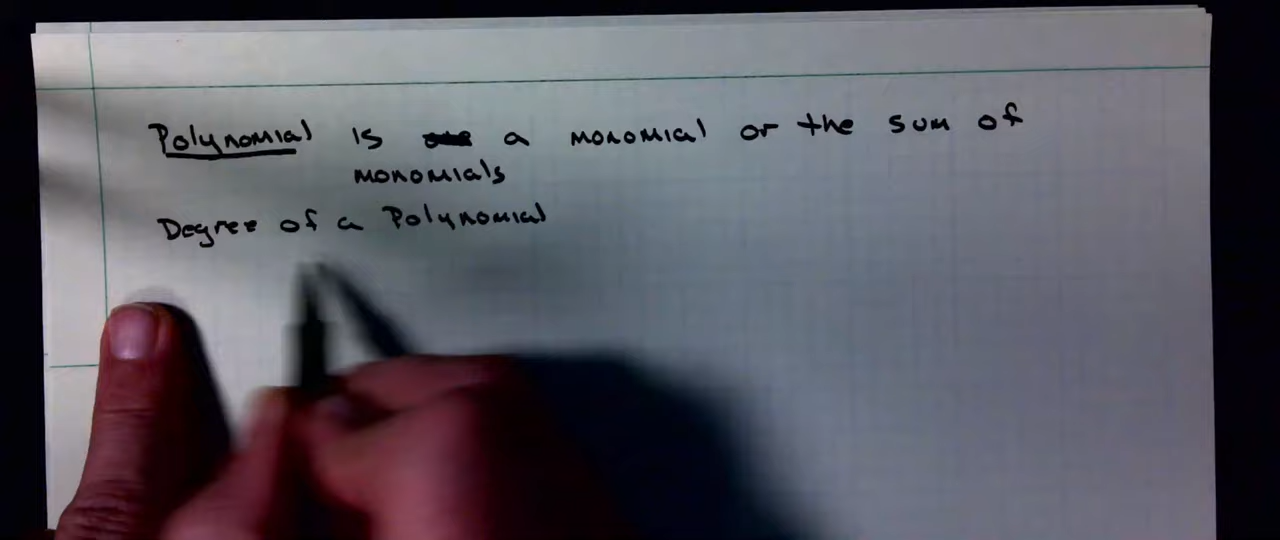 Polynomial is a monomial or the sum of
monomials
Degree of a Polynomial